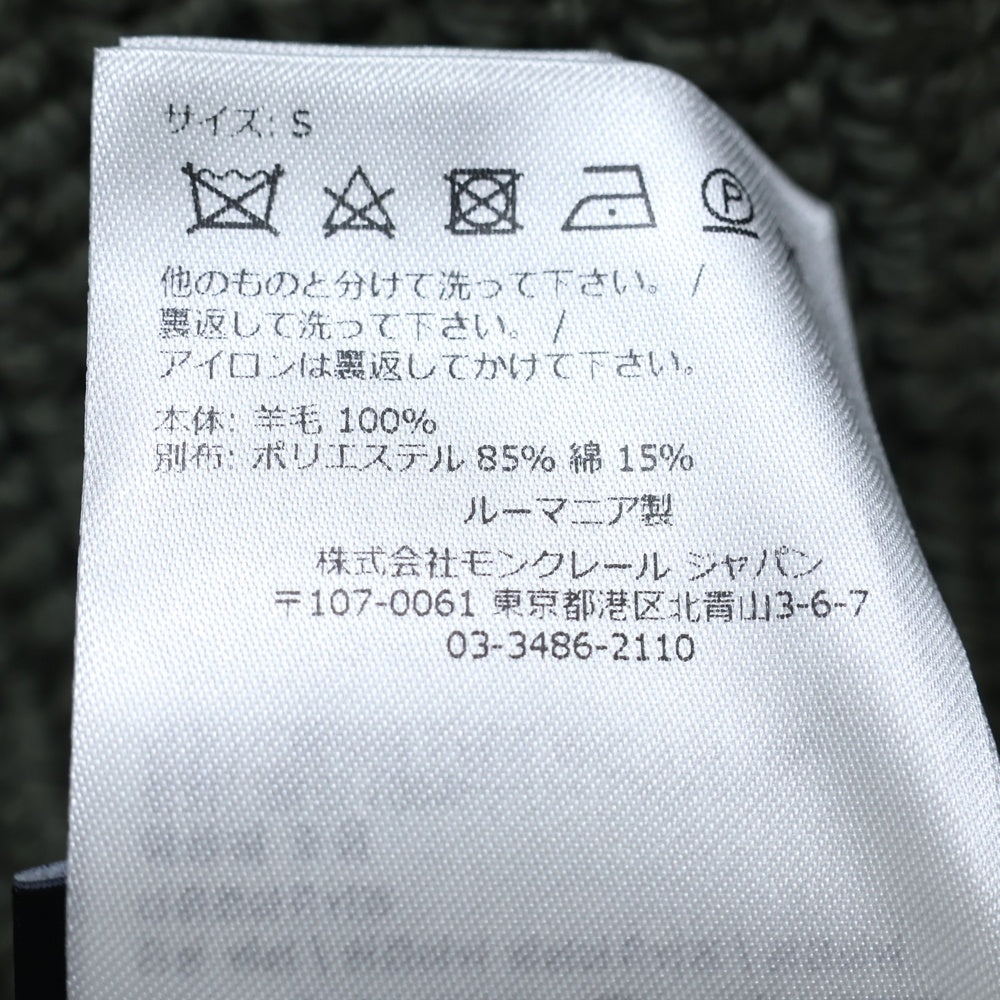 サイズ: S
P
他のものと分けて洗って下さい。 /
裏返して洗って下さい。 /
アイロンは裏返してかけて下さい。
本体: 羊毛 100%
別布: ポリエステル 85% 綿 15%
ルーマニア製
株式会社モンクレール ジャパン
〒107-0061 東京都港区北青山3-6-7
03-3486-2110